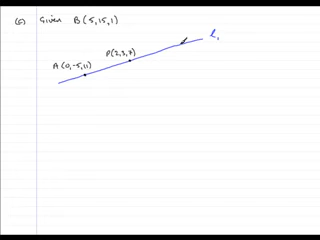 (c) Given B(5,15,1)
l₁
P(2,3,7)
A(0,-5,11)